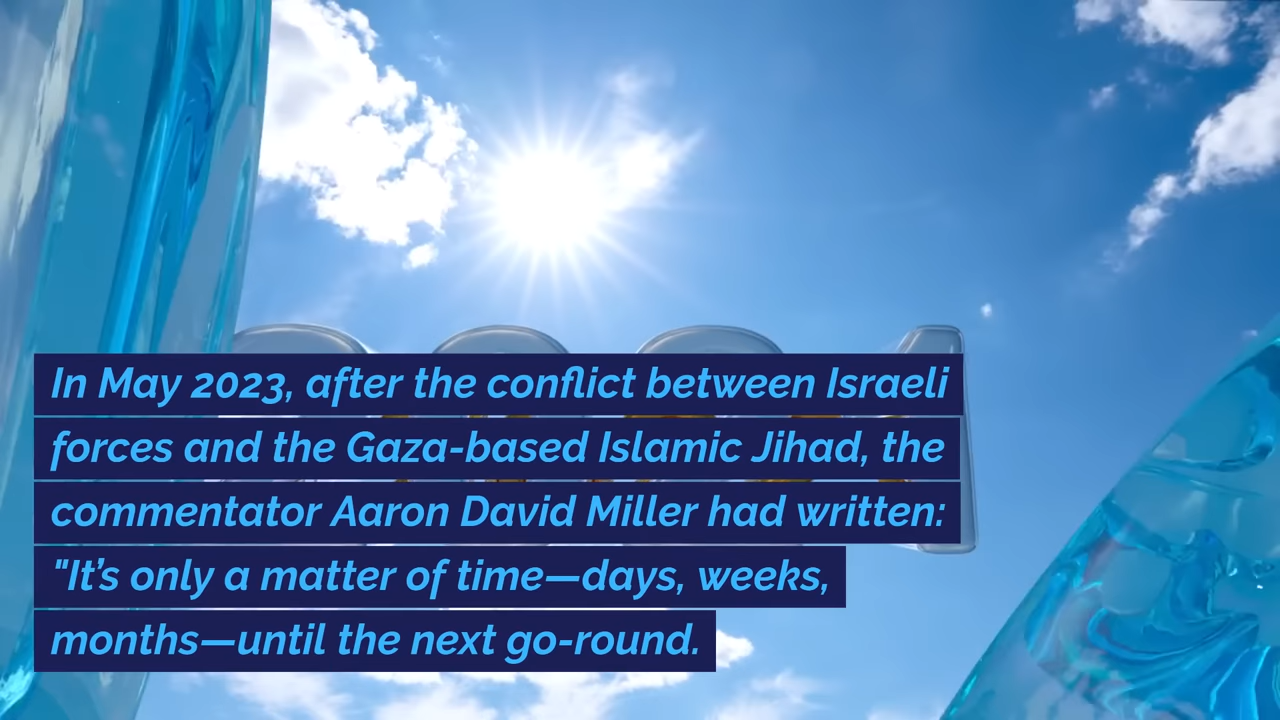 In May 2023, after the conflict between Israeli
forces and the Gaza-based Islamic Jihad, the
commentator Aaron David Miller had written:
"It’s only a matter of time—days, weeks,
months—until the next go-round.